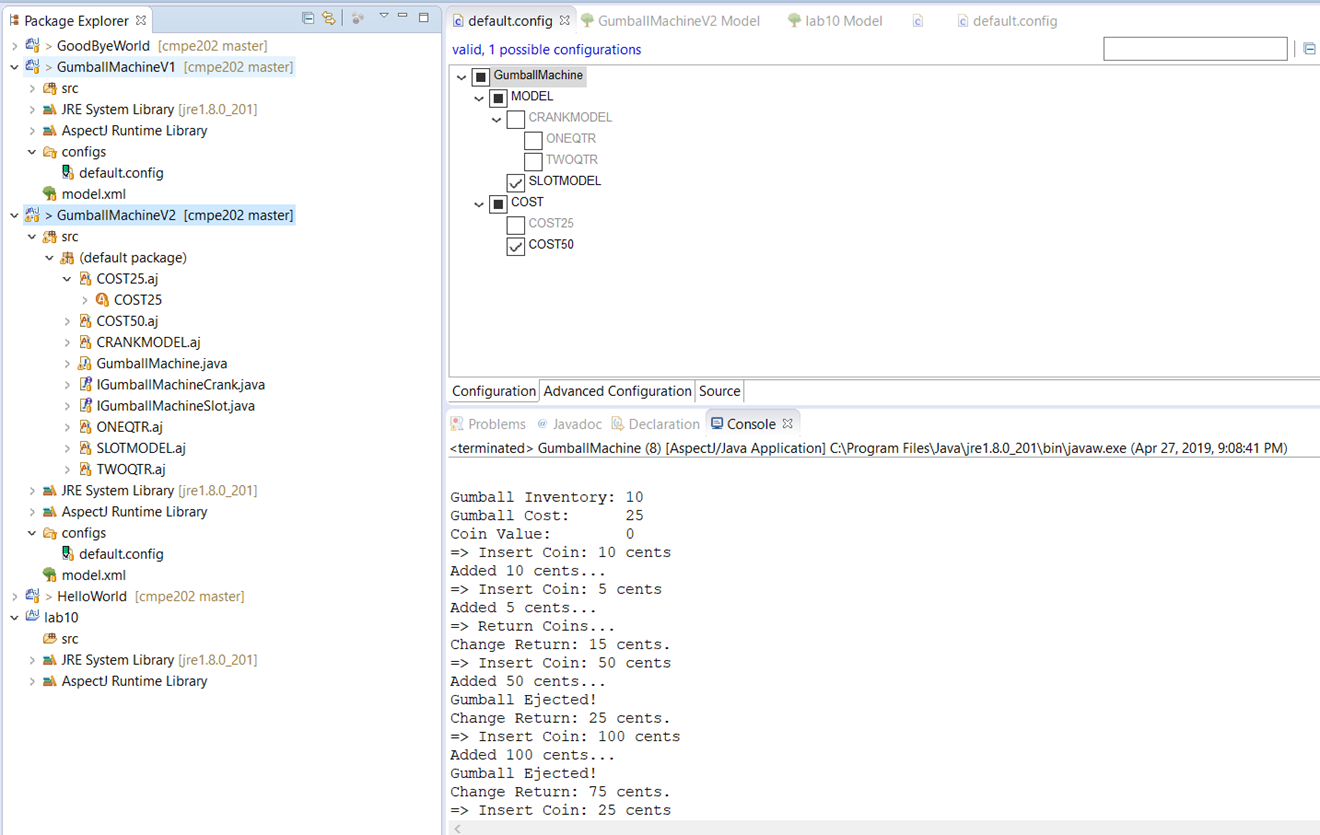 Package Explorer
> GoodByeWorld [cmpe202 master]
> GumballMachineV1 [cmpe202 master]
src
JRE System Library [jre1.8.0_201]
AspectJ Runtime Library
configs
default.config
model.xml
> GumballMachineV2 [cmpe202 master]
src
(default package)
COST25.aj
COST25
COST50.aj
CRANKMODEL.aj
GumballMachine.java
IGumballMachineCrank.java
IGumballMachineSlot.java
ONEQTR.aj
SLOTMODEL.aj
TWOQTR.aj
JRE System Library [jre1.8.0_201]
AspectJ Runtime Library
configs
default.config
model.xml
> HelloWorld [cmpe202 master]
lab10
src
JRE System Library [jre1.8.0_201]
AspectJ Runtime Library
default.config GumballMachineV2 Model lab10 Model default.config
valid, 1 possible configurations
GumballMachine
MODEL
CRANKMODEL
ONEQTR
TWOQTR
SLOTMODEL
COST
COST25
COST50
Configuration Advanced Configuration Source
Problems @ Javadoc Declaration Console
<terminated> GumballMachine (8) [AspectJ/Java Application] C:\Program Files\Java\jre1.8.0_201\bin\javaw.exe (Apr 27, 2019, 9:08:41 PM)
Gumball Inventory: 10
Gumball Cost: 25
Coin Value: 0
=> Insert Coin: 10 cents
Added 10 cents...
=> Insert Coin: 5 cents
Added 5 cents...
=> Return Coins...
Change Return: 15 cents.
=> Insert Coin: 50 cents
Added 50 cents...
Gumball Ejected!
Change Return: 25 cents.
=> Insert Coin: 100 cents
Added 100 cents...
Gumball Ejected!
Change Return: 75 cents.
=> Insert Coin: 25 cents